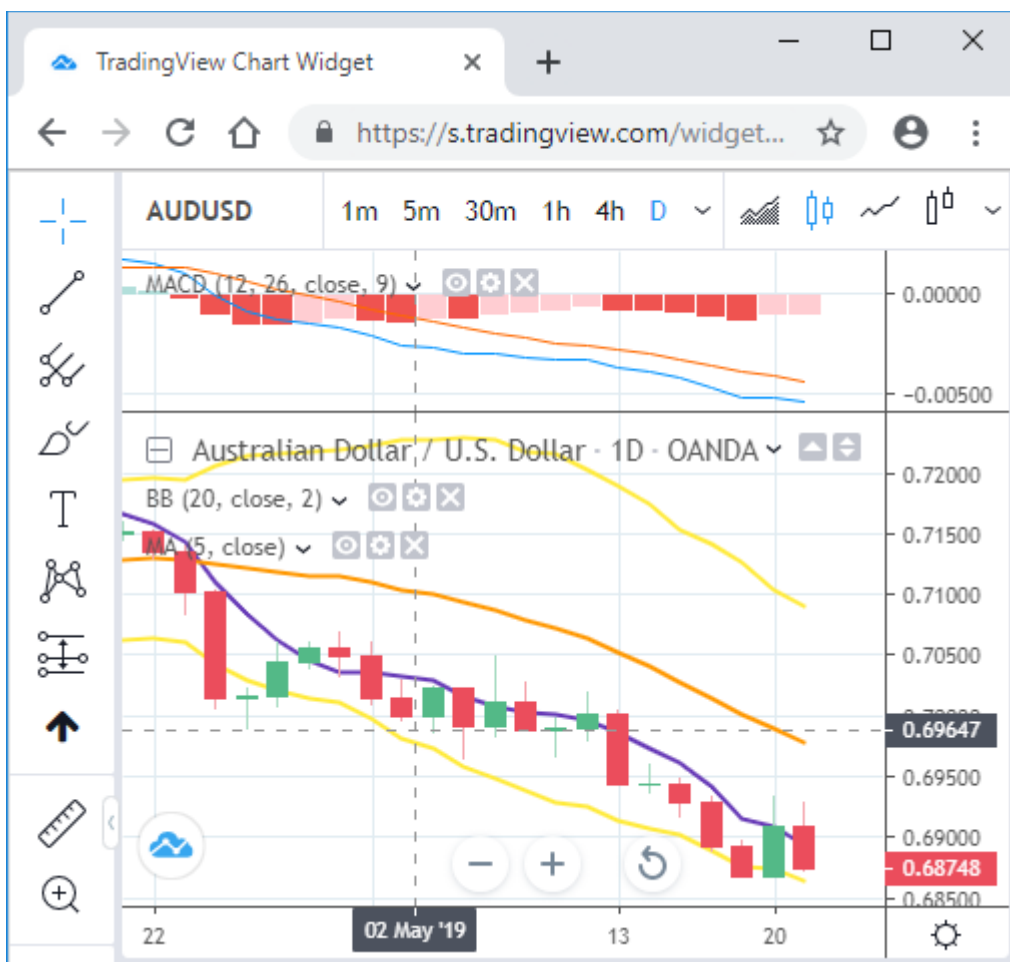 TradingView Chart Widget
https://s.tradingview.com/widget...
AUDUSD 1m 5m 30m 1h 4h D
MACD (12, 26, close, 9)
0.00000
-0.00500
Australian Dollar / U.S. Dollar · 1D · OANDA
BB (20, close, 2)
MA (5, close)
0.72000
0.71500
0.71000
0.70500
0.70000
0.69647
0.69500
0.69000
0.68748
0.68500
22 02 May '19 13 20
T